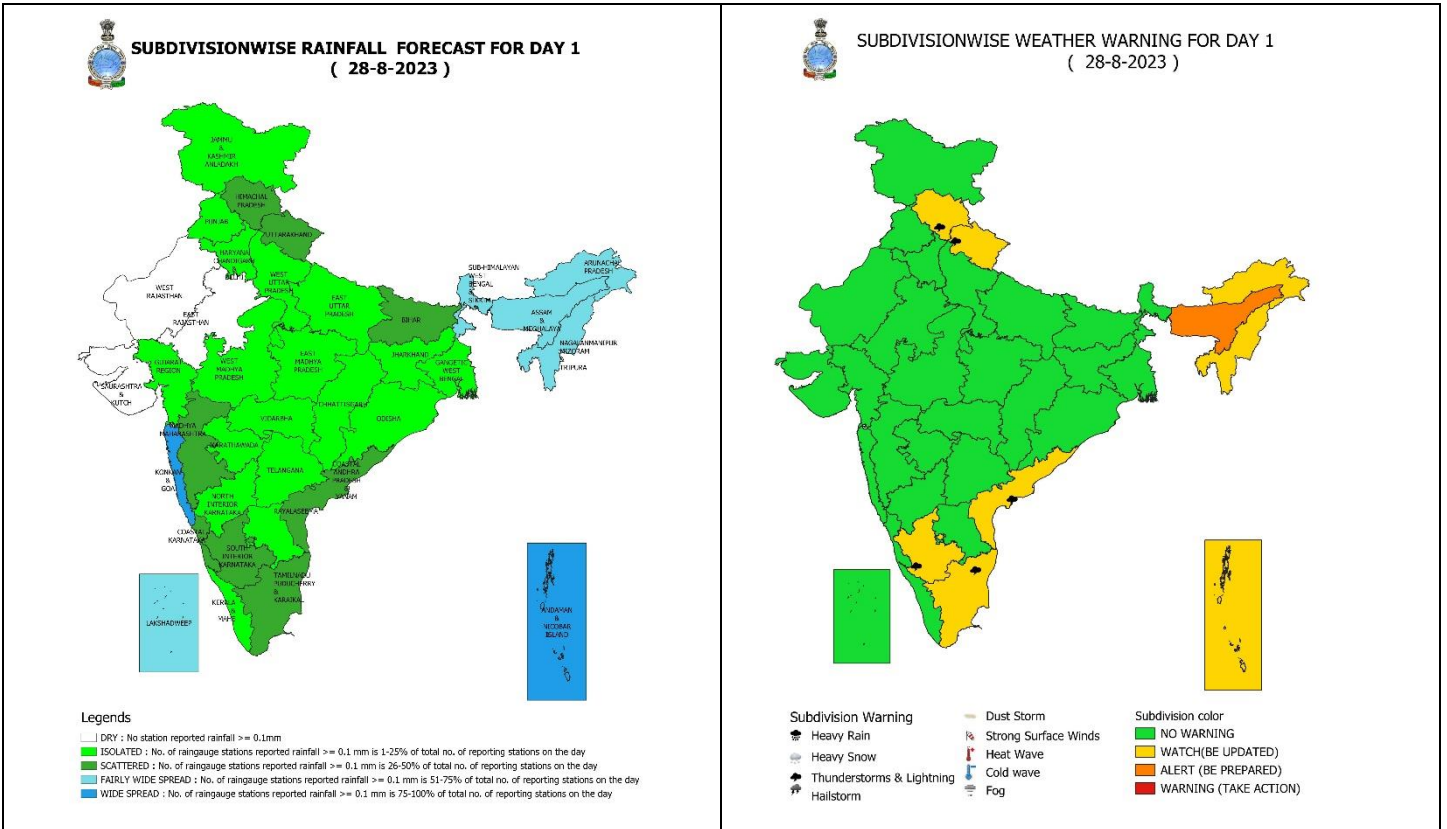 SUBDIVISIONWISE RAINFALL FORECAST FOR DAY 1
( 28-8-2023 )
JAMMU
&
KASHMIR
ANLADAKH
HIMACHAL
PRADESH
PUNJAB
UTTARAKHAND
HARYANA
CHANDIGARH
&
DELHI
WEST
UTTAR
PRADESH
WEST
RAJASTHAN
EAST
RAJASTHAN
EAST
UTTAR
PRADESH
BIHAR
SUB-HIMALAYAN
WEST
BENGAL
&
SIKKIM
ARUNACHAL
PRADESH
ASSAM
&
MEGHALAYA
NAGALANMANIPUR
MIZORAM
&
TRIPURA
GUJARAT
REGION
SAURASHTRA
&
KUTCH
WEST
MADHYA
PRADESH
EAST
MADHYA
PRADESH
JHARKHAND
GANGETIC
WEST
BENGAL
CHHATTISGARH
ODISHA
VIDARBHA
MADHYA
MAHARASHTRA
MARATHAWADA
TELANGANA
KONKAN
&
GOA
COASTAL
ANDHRA
PRADESH
&
YANAM
NORTH
INTERIOR
KARNATAKA
RAYALASEEMA
COASTAL
KARNATAKA
SOUTH
INTERIOR
KARNATAKA
TAMILNADU
PUDUCHERRY
&
KARAIKAL
KERALA
&
MAHE
LAKSHADWEEP
ANDAMAN
&
NICOBAR
ISLAND
Legends
DRY : No station reported rainfall >= 0.1mm
ISOLATED : No. of raingauge stations reported rainfall >= 0.1 mm is 1-25% of total no. of reporting stations on the day
SCATTERED : No. of raingauge stations reported rainfall >= 0.1 mm is 26-50% of total no. of reporting stations on the day
FAIRLY WIDE SPREAD : No. of raingauge stations reported rainfall >= 0.1 mm is 51-75% of total no. of reporting stations on the day
WIDE SPREAD : No. of raingauge stations reported rainfall >= 0.1 mm is 75-100% of total no. of reporting stations on the day
SUBDIVISIONWISE WEATHER WARNING FOR DAY 1
( 28-8-2023 )
Subdivision Warning
Heavy Rain
Heavy Snow
Thunderstorms & Lightning
Hailstorm
Dust Storm
Strong Surface Winds
Heat Wave
Cold wave
Fog
Subdivision color
NO WARNING
WATCH(BE UPDATED)
ALERT (BE PREPARED)
WARNING (TAKE ACTION)